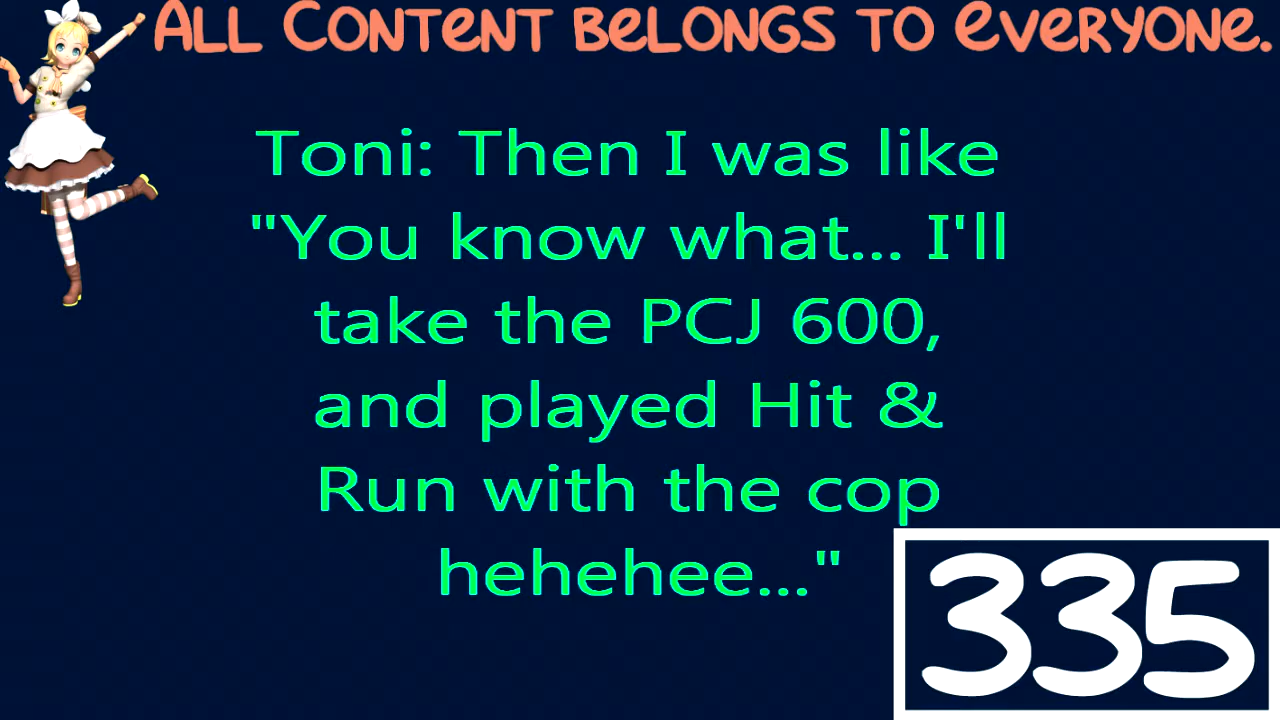 ALL CONTENT BELONGS TO EVERYONE.
Toni: Then I was like
"You know what... I'll
take the PCJ 600,
and played Hit &
Run with the cop
hehehee..."
335